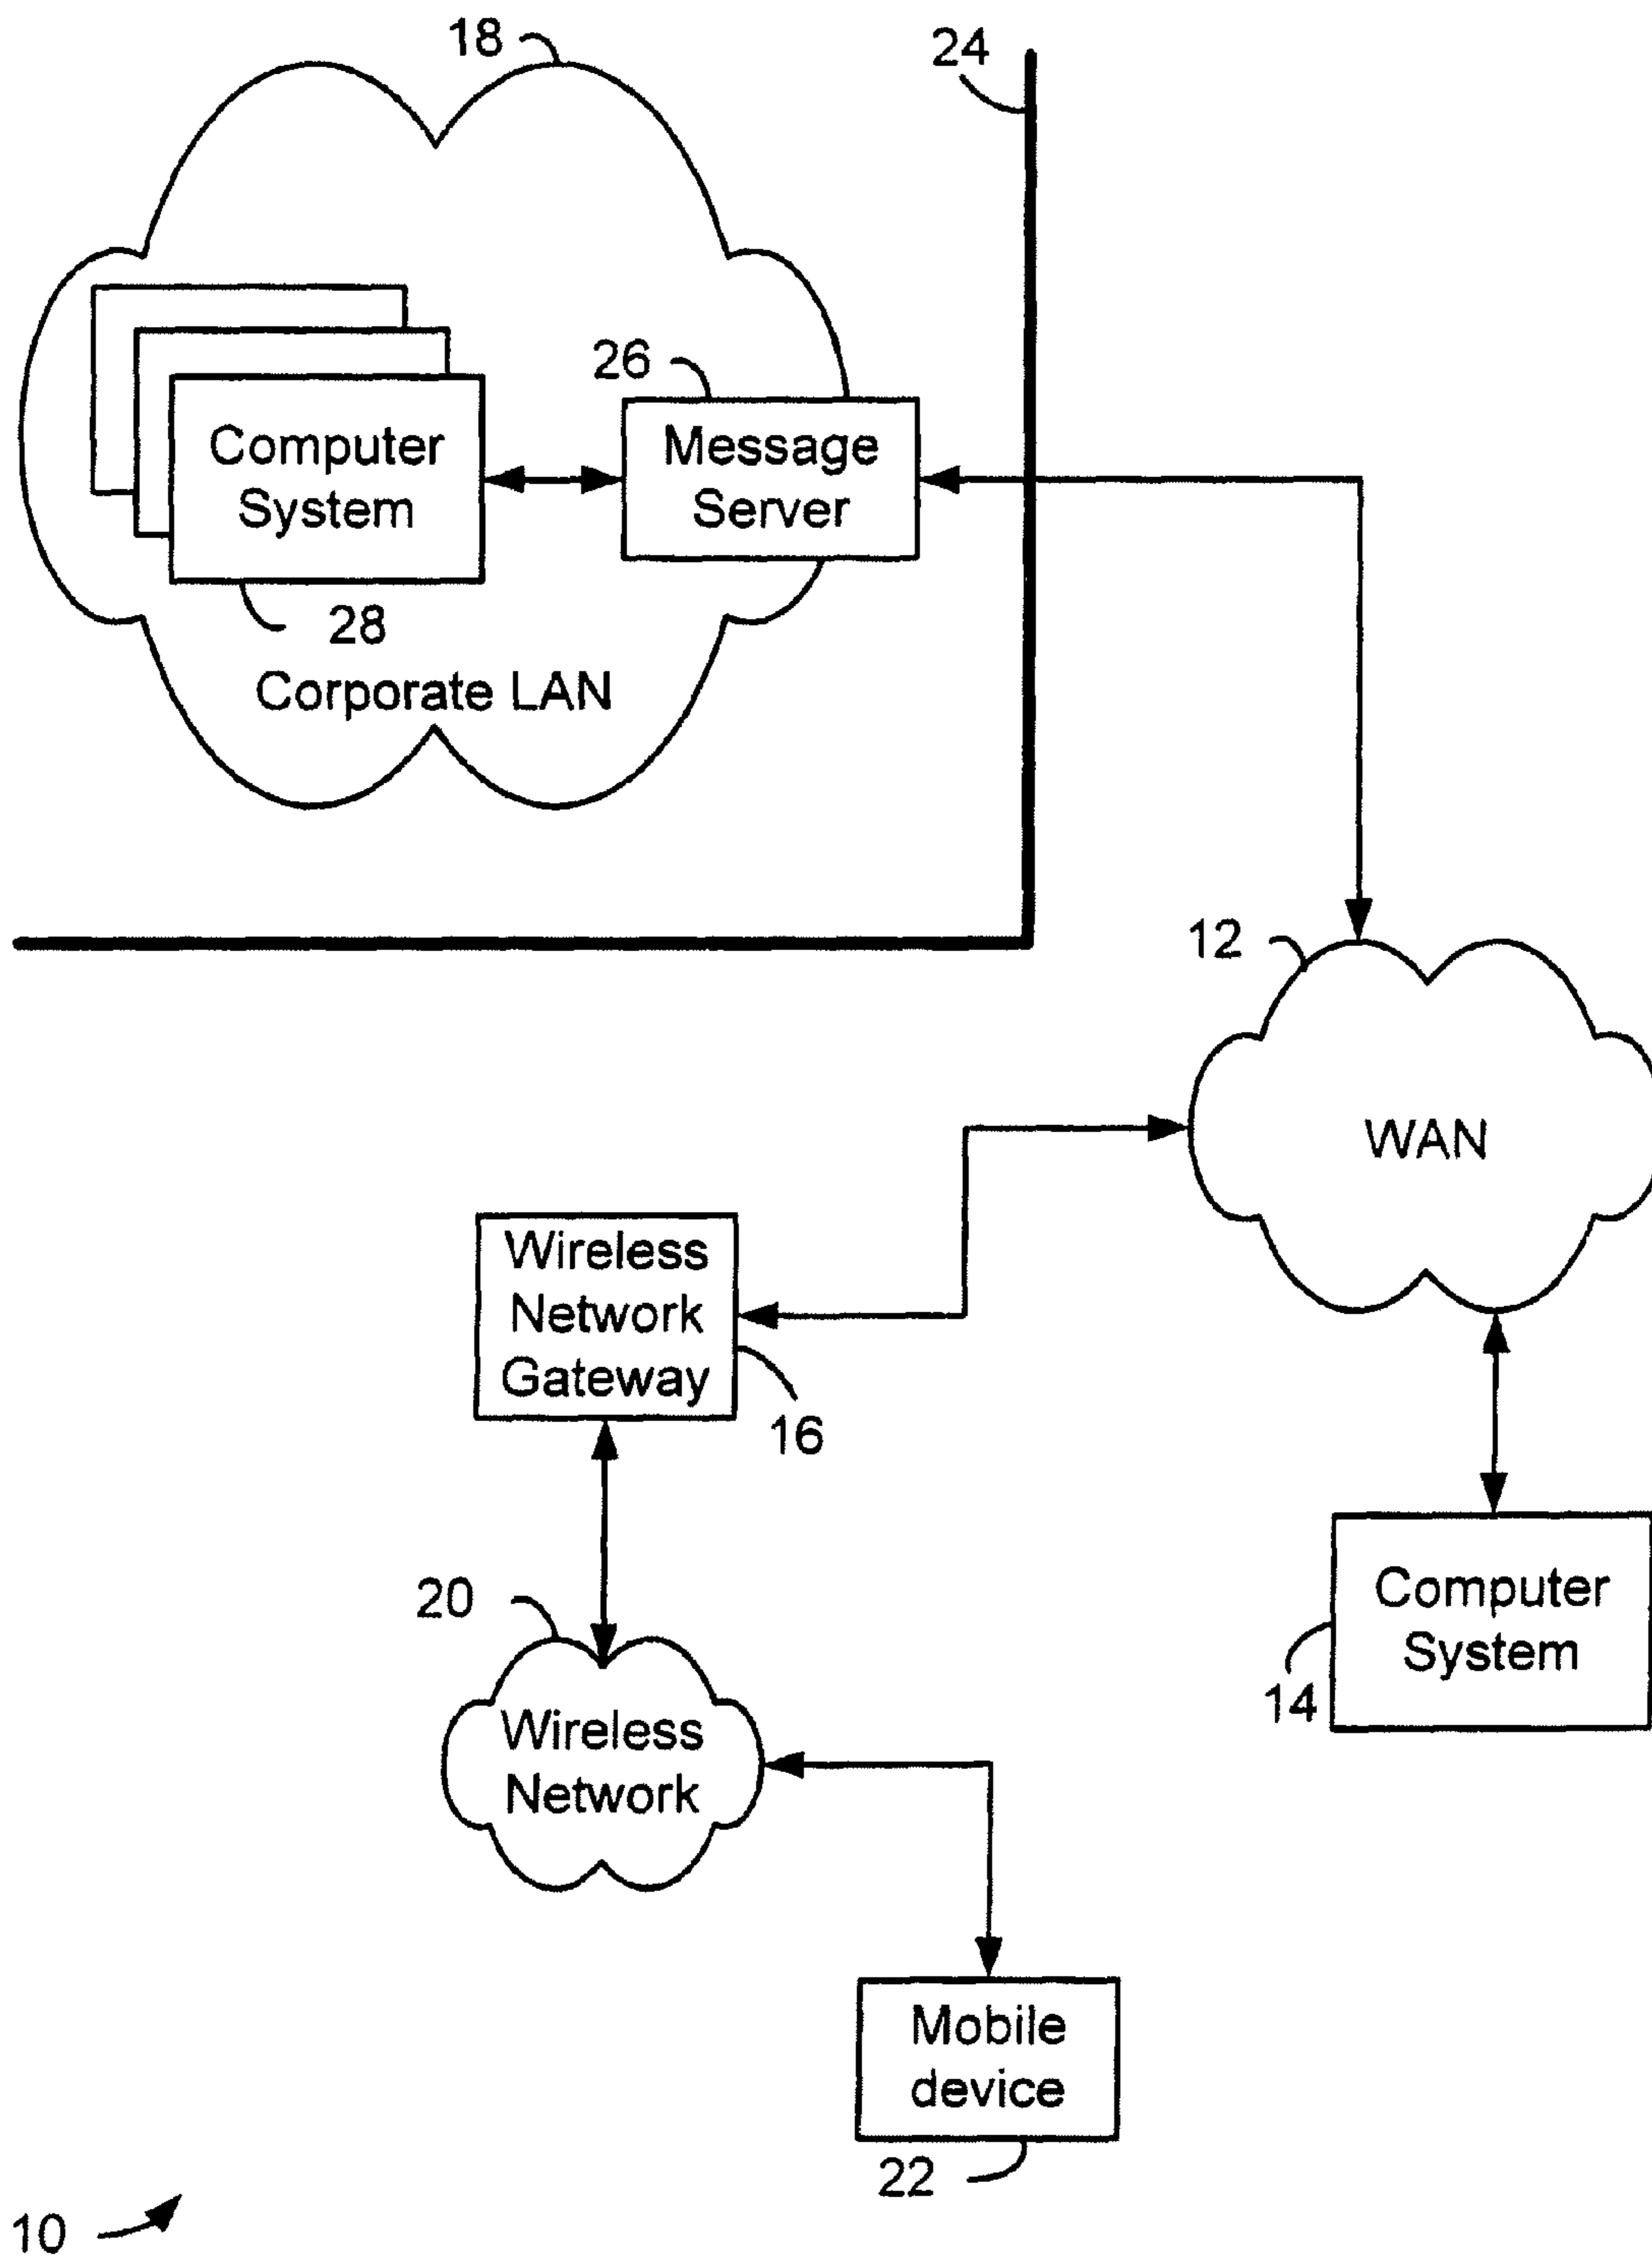 18
24
26
Computer
System
Message
Server
28
Corporate LAN
12
WAN
Wireless
Network
Gateway
16
20
Computer
System
14
Wireless
Network
Mobile
device
22
10